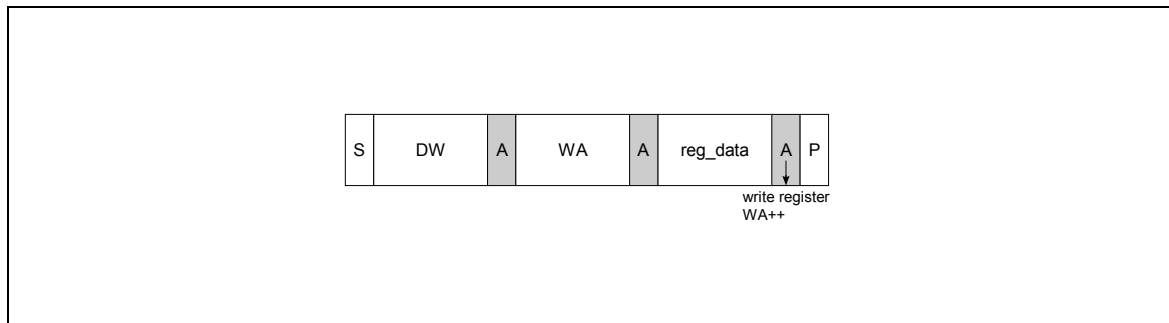 S DW A WA A reg_data A P
write register
WA++